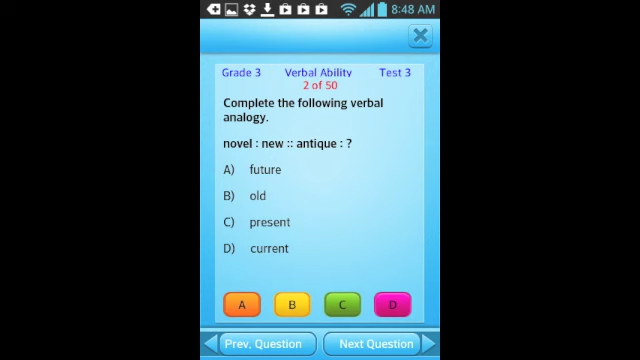 8:48 AM
Grade 3 Verbal Ability Test 3
2 of 50
Complete the following verbal
analogy.
novel : new :: antique : ?
A) future
B) old
C) present
D) current
A B C D
Prev. Question Next Question